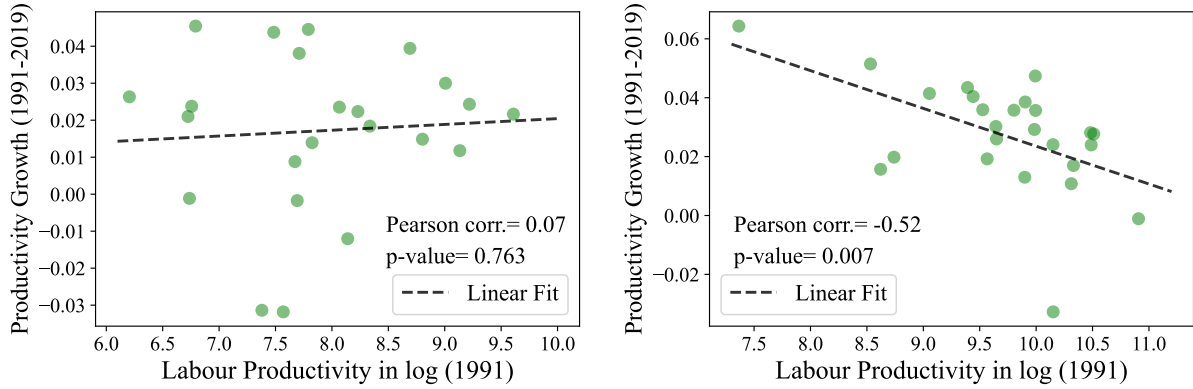 Productivity Growth (1991-2019)
0.04
0.03
0.02
0.01
0.00
−0.01
−0.02
−0.03
Pearson corr.= 0.07
p-value= 0.763
Linear Fit
6.0 6.5 7.0 7.5 8.0 8.5 9.0 9.5 10.0
Labour Productivity in log (1991)
Productivity Growth (1991-2019)
0.06
0.04
0.02
0.00
−0.02
Pearson corr.= -0.52
p-value= 0.007
Linear Fit
7.5 8.0 8.5 9.0 9.5 10.0 10.5 11.0
Labour Productivity in log (1991)